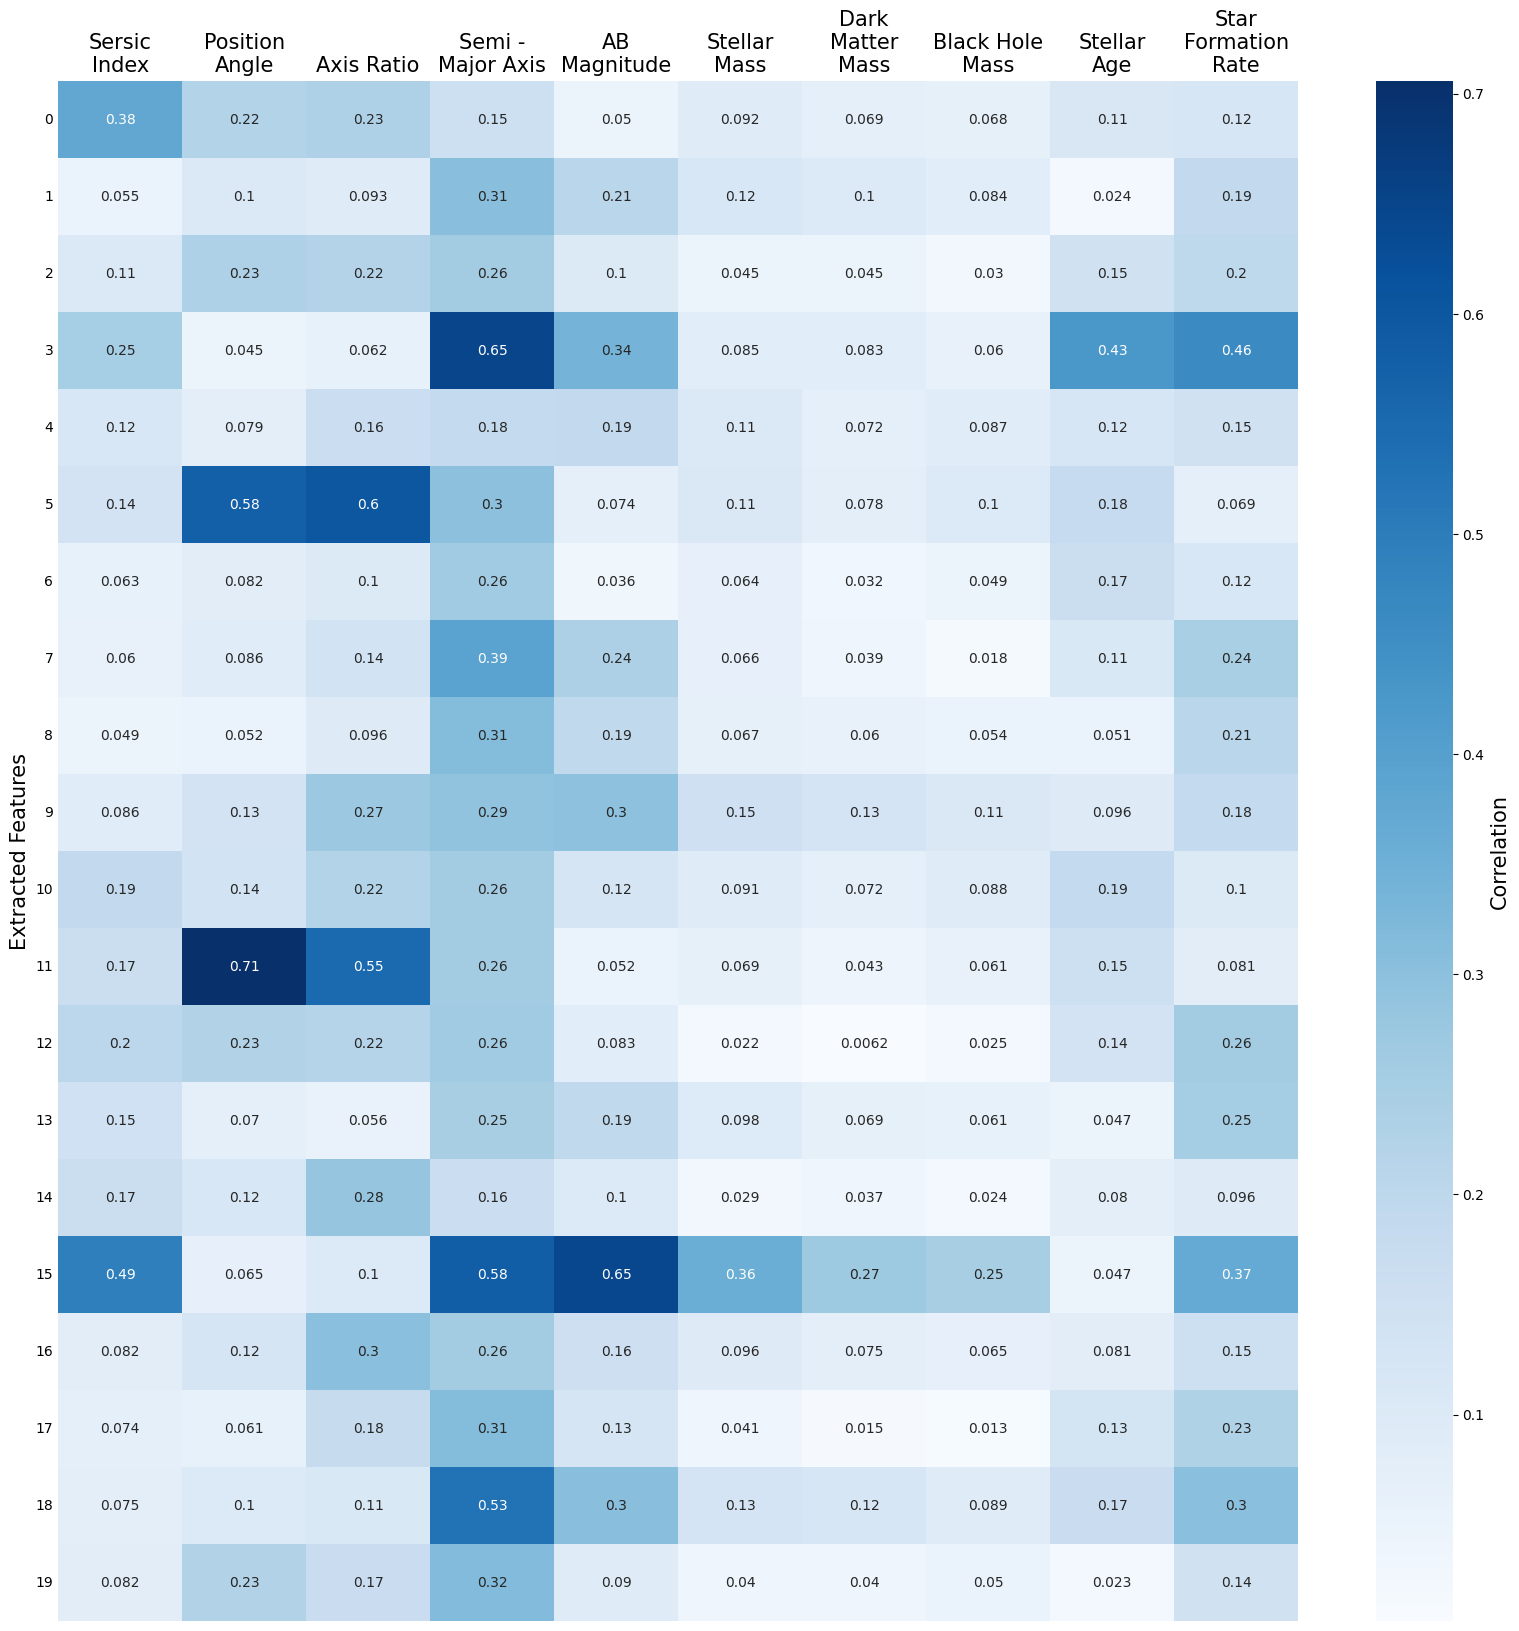 Sersic
Index
Position
Angle
Axis Ratio
Semi -
Major Axis
AB
Magnitude
Stellar
Mass
Dark
Matter
Mass
Black Hole
Mass
Stellar
Age
Star
Formation
Rate
0 0.38 0.22 0.23 0.15 0.05 0.092 0.069 0.068 0.11 0.12
1 0.055 0.1 0.093 0.31 0.21 0.12 0.1 0.084 0.024 0.19
2 0.11 0.23 0.22 0.26 0.1 0.045 0.045 0.03 0.15 0.2
3 0.25 0.045 0.062 0.65 0.34 0.085 0.083 0.06 0.43 0.46
4 0.12 0.079 0.16 0.18 0.19 0.11 0.072 0.087 0.12 0.15
5 0.14 0.58 0.6 0.3 0.074 0.11 0.078 0.1 0.18 0.069
6 0.063 0.082 0.1 0.26 0.036 0.064 0.032 0.049 0.17 0.12
7 0.06 0.086 0.14 0.39 0.24 0.066 0.039 0.018 0.11 0.24
8 0.049 0.052 0.096 0.31 0.19 0.067 0.06 0.054 0.051 0.21
9 0.086 0.13 0.27 0.29 0.3 0.15 0.13 0.11 0.096 0.18
10 0.19 0.14 0.22 0.26 0.12 0.091 0.072 0.088 0.19 0.1
11 0.17 0.71 0.55 0.26 0.052 0.069 0.043 0.061 0.15 0.081
12 0.2 0.23 0.22 0.26 0.083 0.022 0.0062 0.025 0.14 0.26
13 0.15 0.07 0.056 0.25 0.19 0.098 0.069 0.061 0.047 0.25
14 0.17 0.12 0.28 0.16 0.1 0.029 0.037 0.024 0.08 0.096
15 0.49 0.065 0.1 0.58 0.65 0.36 0.27 0.25 0.047 0.37
16 0.082 0.12 0.3 0.26 0.16 0.096 0.075 0.065 0.081 0.15
17 0.074 0.061 0.18 0.31 0.13 0.041 0.015 0.013 0.13 0.23
18 0.075 0.1 0.11 0.53 0.3 0.13 0.12 0.089 0.17 0.3
19 0.082 0.23 0.17 0.32 0.09 0.04 0.04 0.05 0.023 0.14
Extracted Features
0.7
0.6
0.5
0.4
0.3
0.2
0.1
Correlation